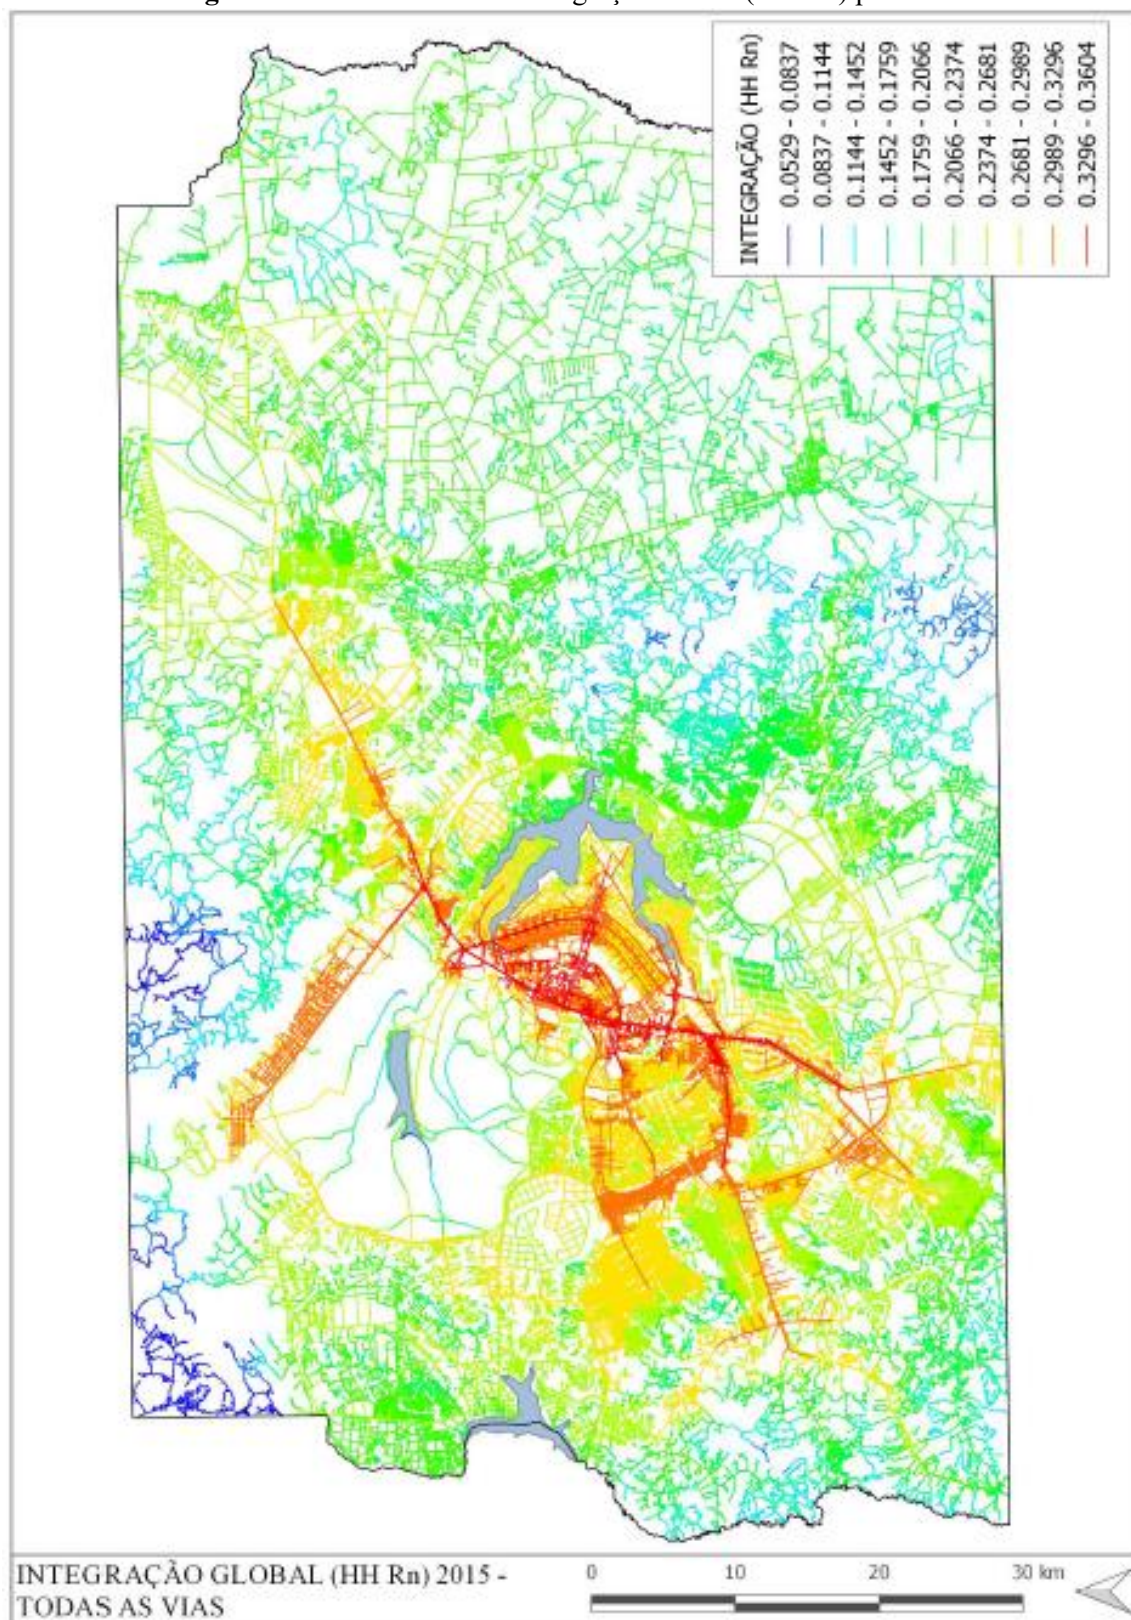 INTEGRAÇÃO (HH Rn)
0.0529 - 0.0837
0.0837 - 0.1144
0.1144 - 0.1452
0.1452 - 0.1759
0.1759 - 0.2066
0.2066 - 0.2374
0.2374 - 0.2681
0.2681 - 0.2989
0.2989 - 0.3296
0.3296 - 0.3604
INTEGRAÇÃO GLOBAL (HH Rn) 2015 -
TODAS AS VIAS
0 10 20 30 km